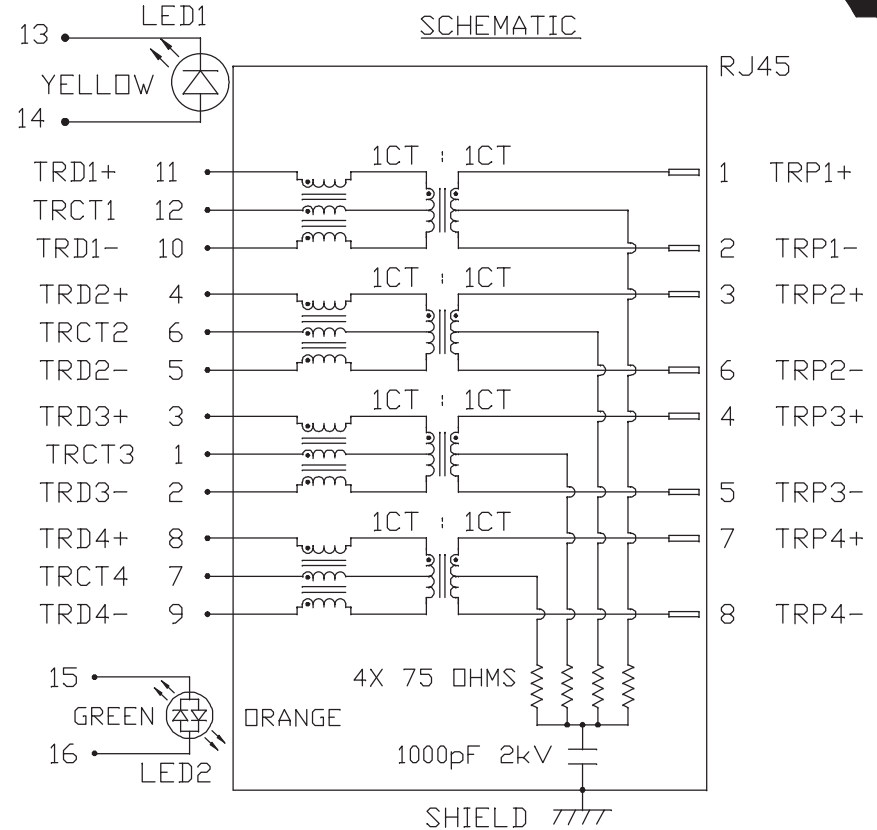 LED1
SCHEMATIC
13
YELLOW
14
RJ45
1CT : 1CT
TRD1+ 11
1 TRP1+
TRCT1 12
TRD1- 10
2 TRP1-
1CT : 1CT
TRD2+ 4
3 TRP2+
TRCT2 6
TRD2- 5
6 TRP2-
1CT : 1CT
TRD3+ 3
4 TRP3+
TRCT3 1
TRD3- 2
5 TRP3-
1CT : 1CT
TRD4+ 8
7 TRP4+
TRCT4 7
TRD4- 9
8 TRP4-
15
4X 75 OHMS
GREEN
ORANGE
16
1000pF 2kV
LED2
SHIELD